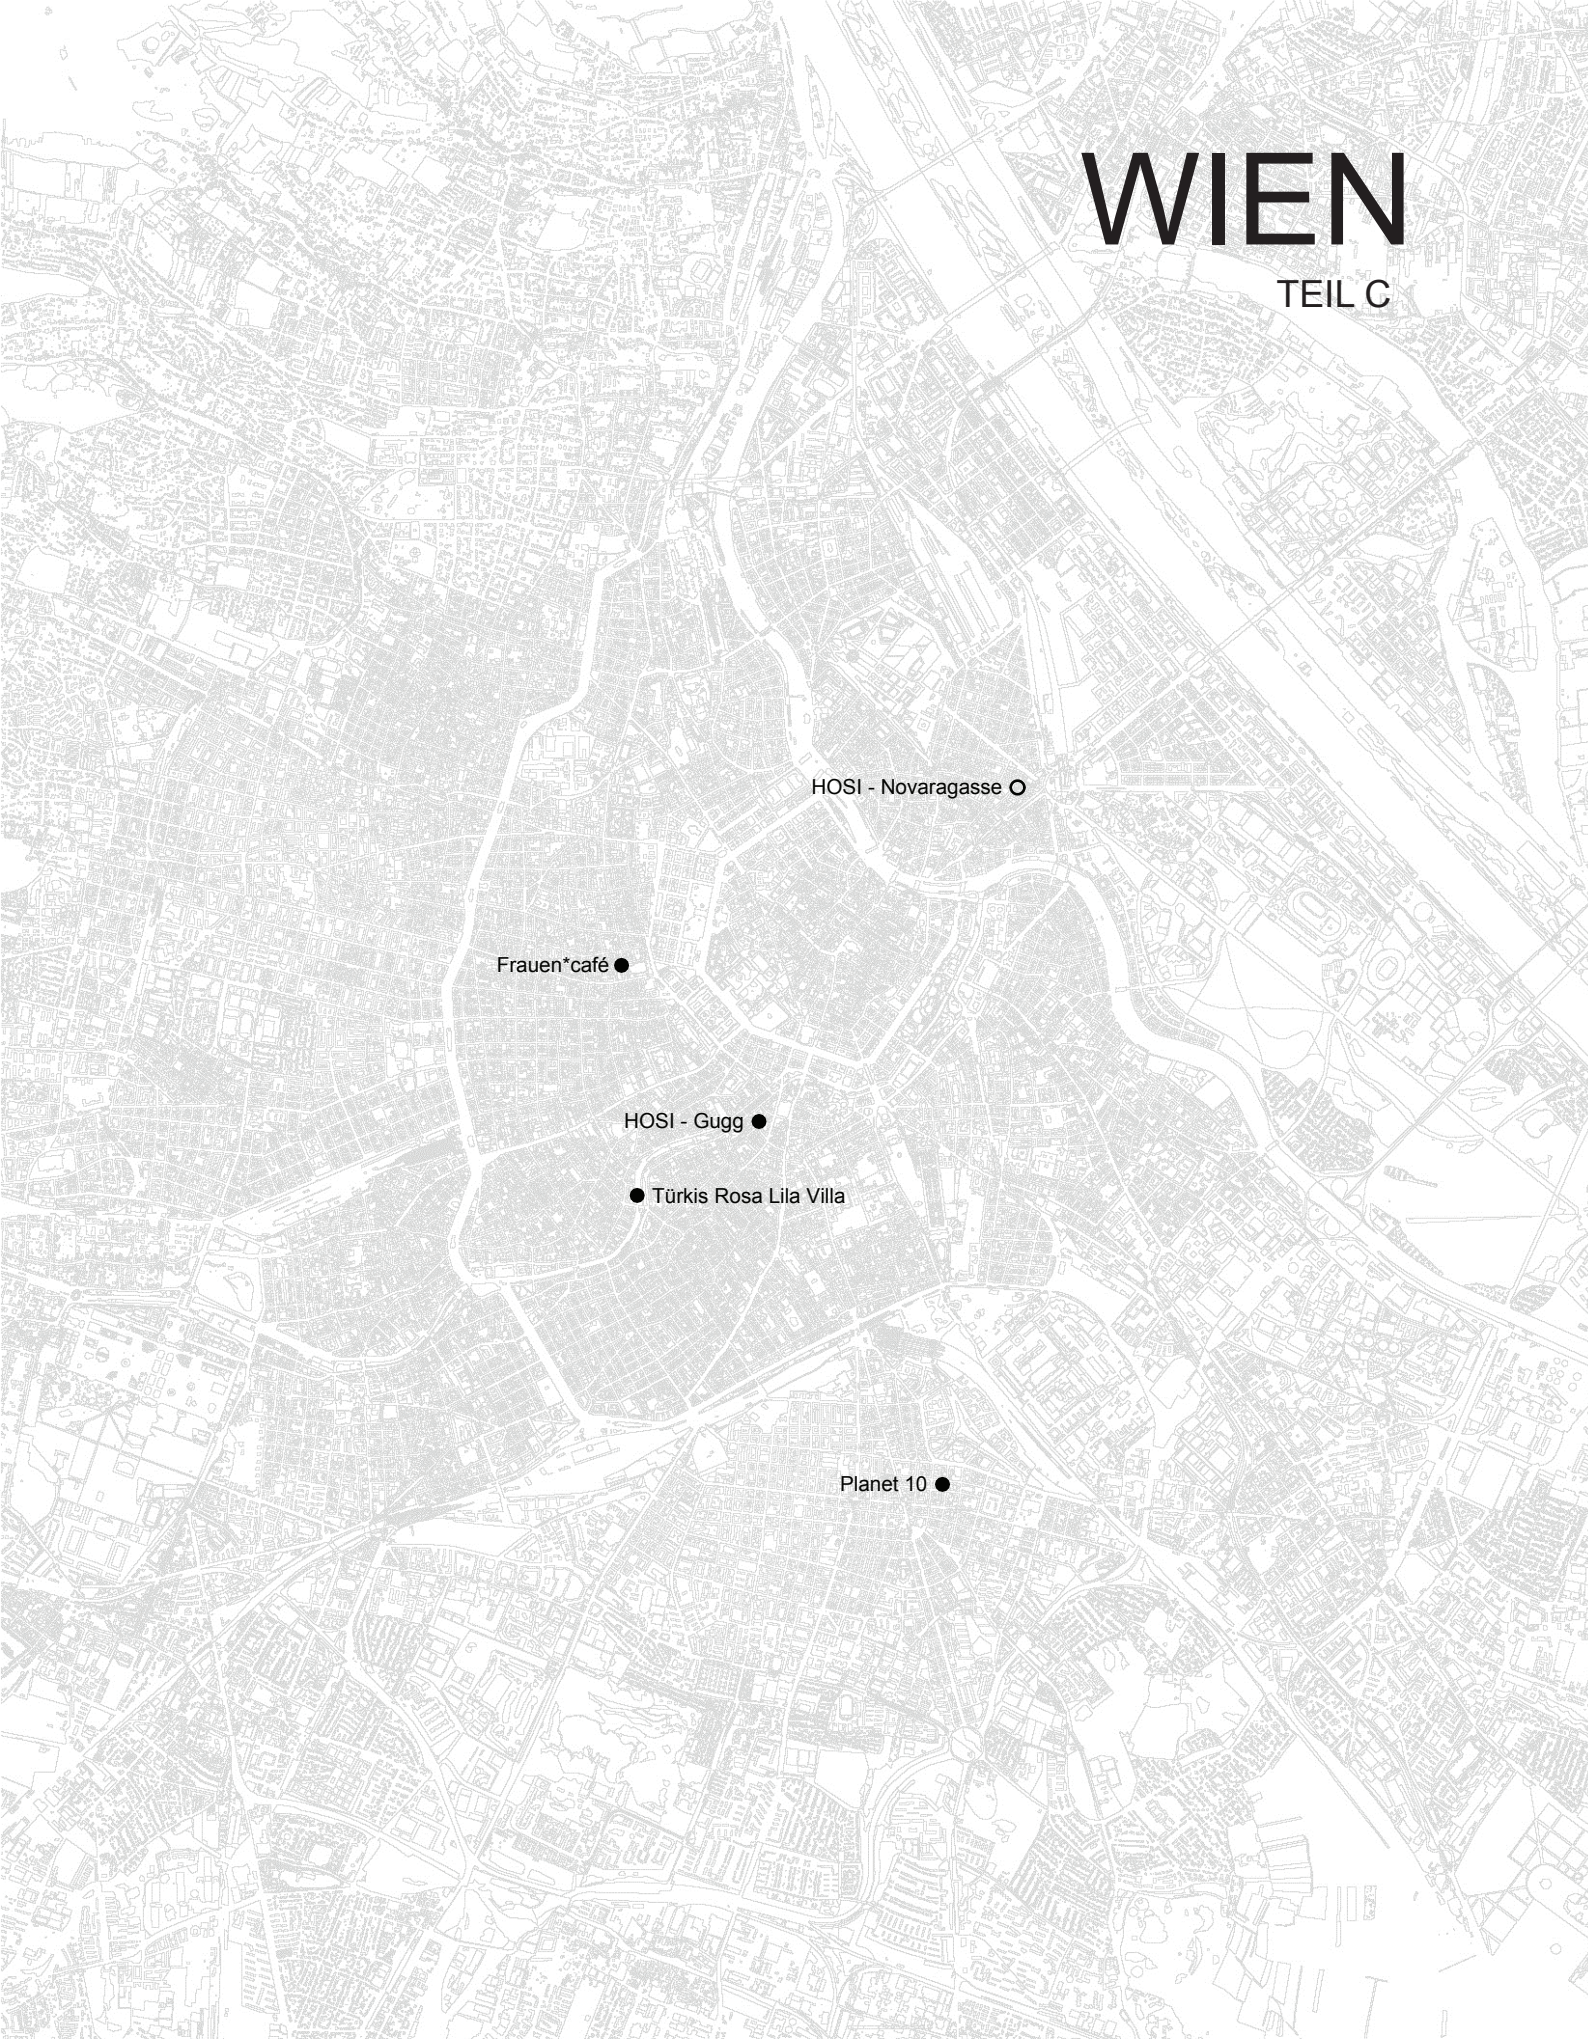 WIEN
TEIL C
HOSI - Novaragasse
Frauen*café
HOSI - Gugg
Türkis Rosa Lila Villa
Planet 10